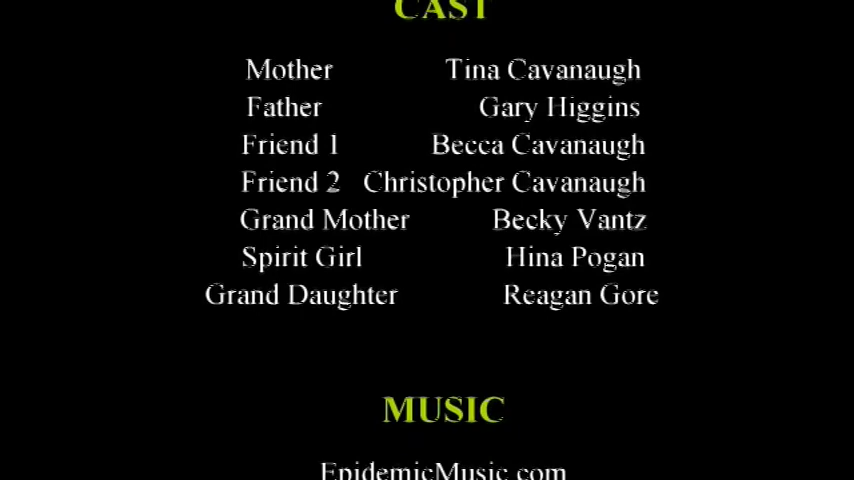 CAST
Mother Tina Cavanaugh
Father Gary Higgins
Friend 1 Becca Cavanaugh
Friend 2 Christopher Cavanaugh
Grand Mother Becky Vantz
Spirit Girl Hina Pogan
Grand Daughter Reagan Gore
MUSIC
EpidemicMusic.com